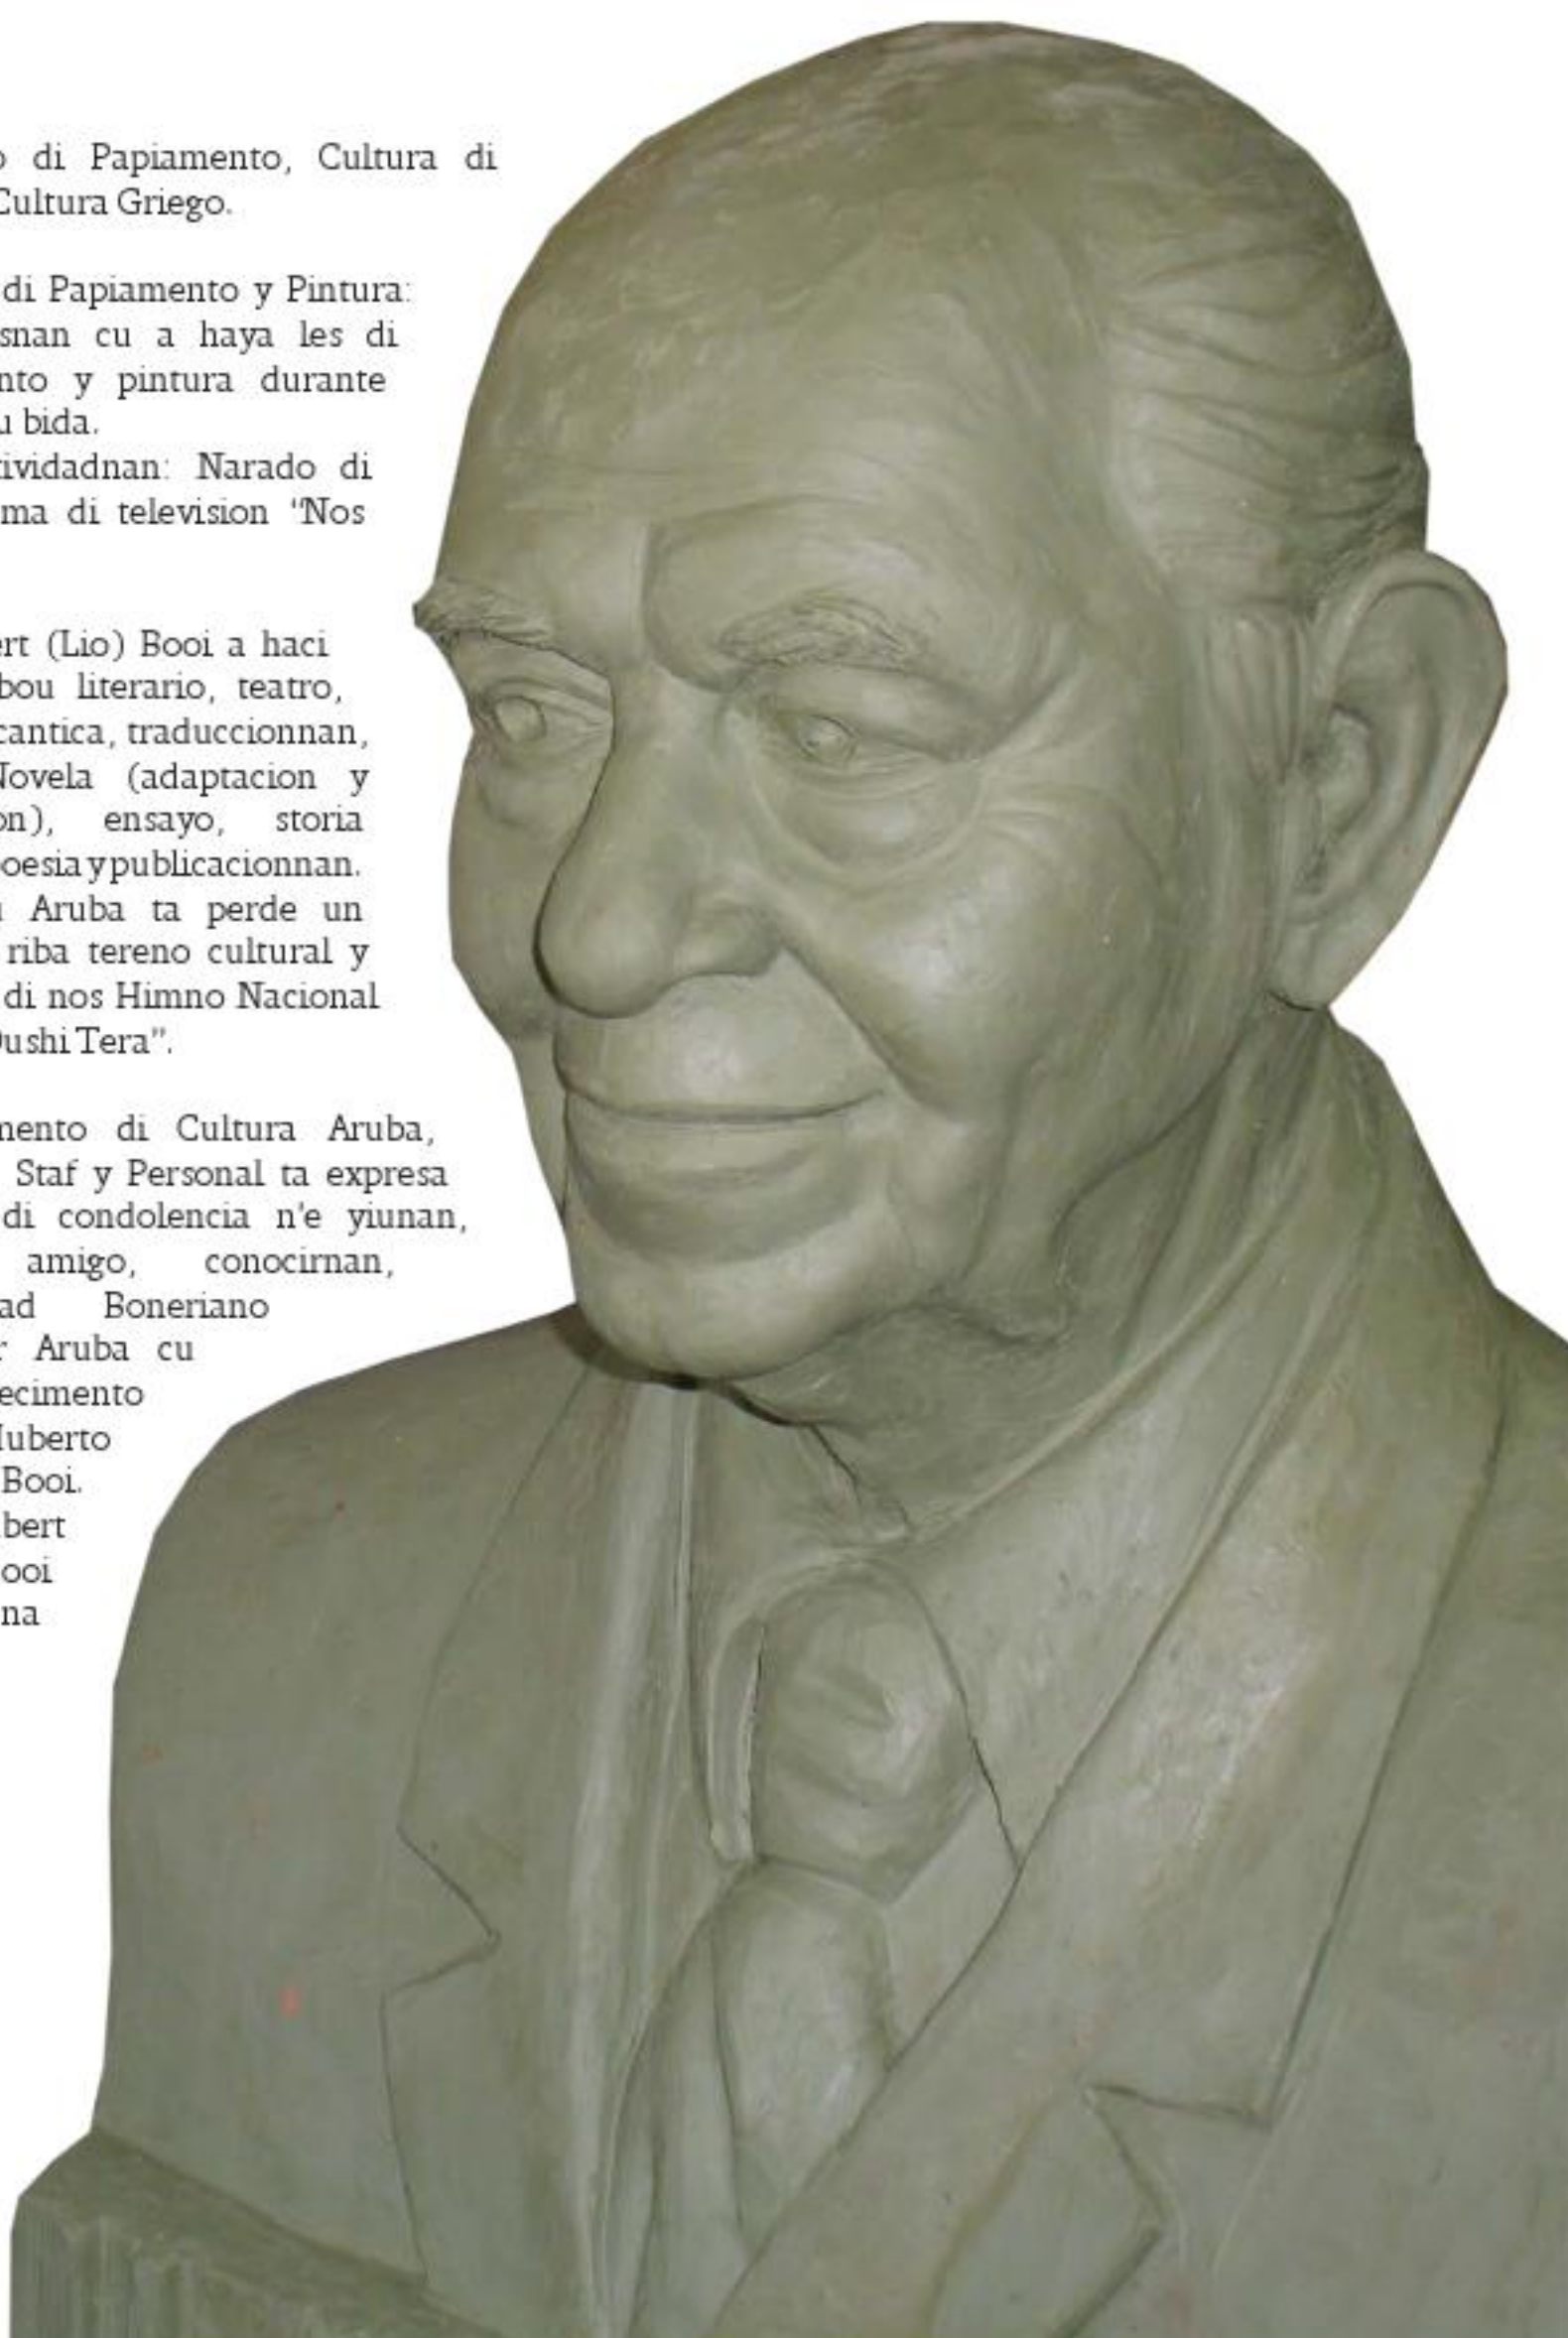 di Papiamento, Cultura di
Cultura Griego.
di Papiamento y Pintura:
snan cu a haya les di
nto y pintura durante
u bida.
tividadnan: Narado di
ma di television "Nos
ert (Lio) Booi a haci
bou literario, teatro,
cantica, traduccionnan,
Novela (adaptacion y
on), ensayo, storia
poesia y publicacionnan.
Aruba ta perde un
riba tereno cultural y
di nos Himno Nacional
Dushi Tera".
mento di Cultura Aruba,
Staf y Personal ta expresa
di condolencia n'e yiunan,
amigo, conocirnan,
ad Boneriano
r Aruba cu
ecimento
Huberto
Booi.
bert
ooi
na